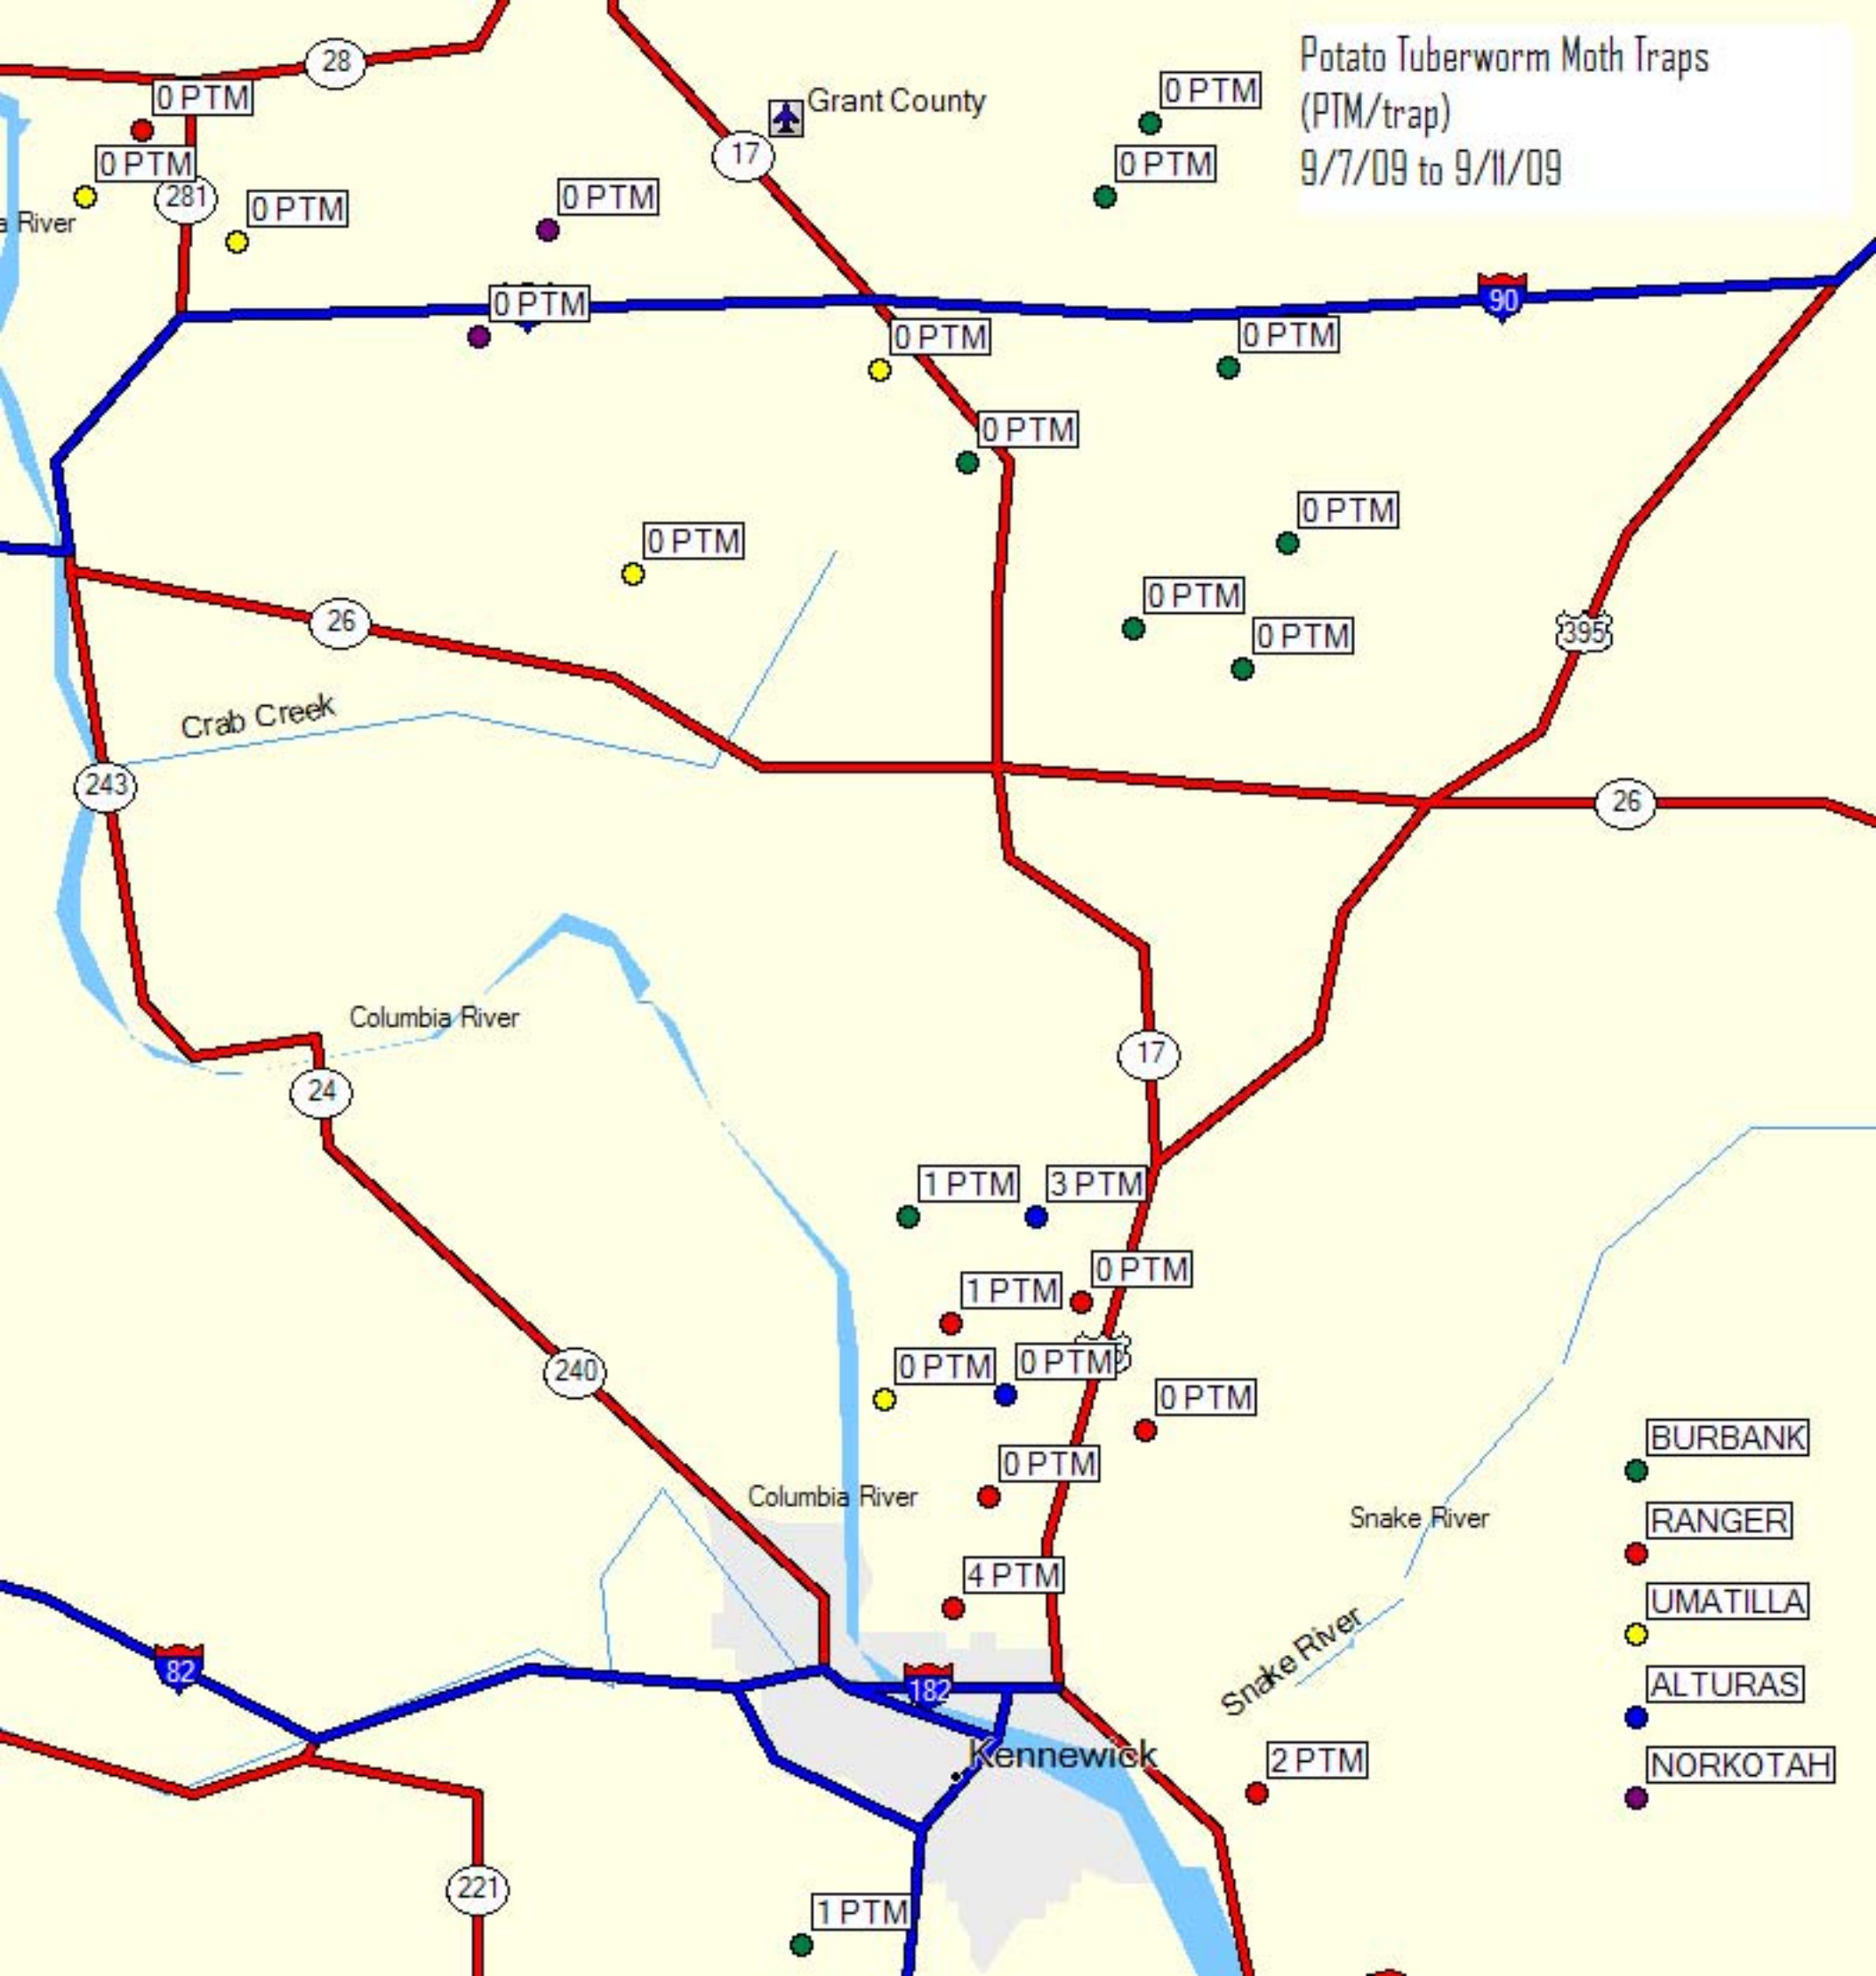 Potato Tuberworm Moth Traps
(PTM/trap)
9/7/09 to 9/11/09
28
0 PTM
Grant County
0 PTM
17
0 PTM
0 PTM
281
0 PTM
0 PTM
River
0 PTM
90
0 PTM
0 PTM
0 PTM
0 PTM
0 PTM
0 PTM
0 PTM
26
0 PTM
395
Crab Creek
243
26
Columbia River
17
24
1 PTM
3 PTM
0 PTM
1 PTM
0 PTM
0 PTM
240
0 PTM
0 PTM
Columbia River
Snake River
4 PTM
Snake River
82
182
Kennewick
2 PTM
221
1 PTM
BURBANK
RANGER
UMATILLA
ALTURAS
NORKOTAH